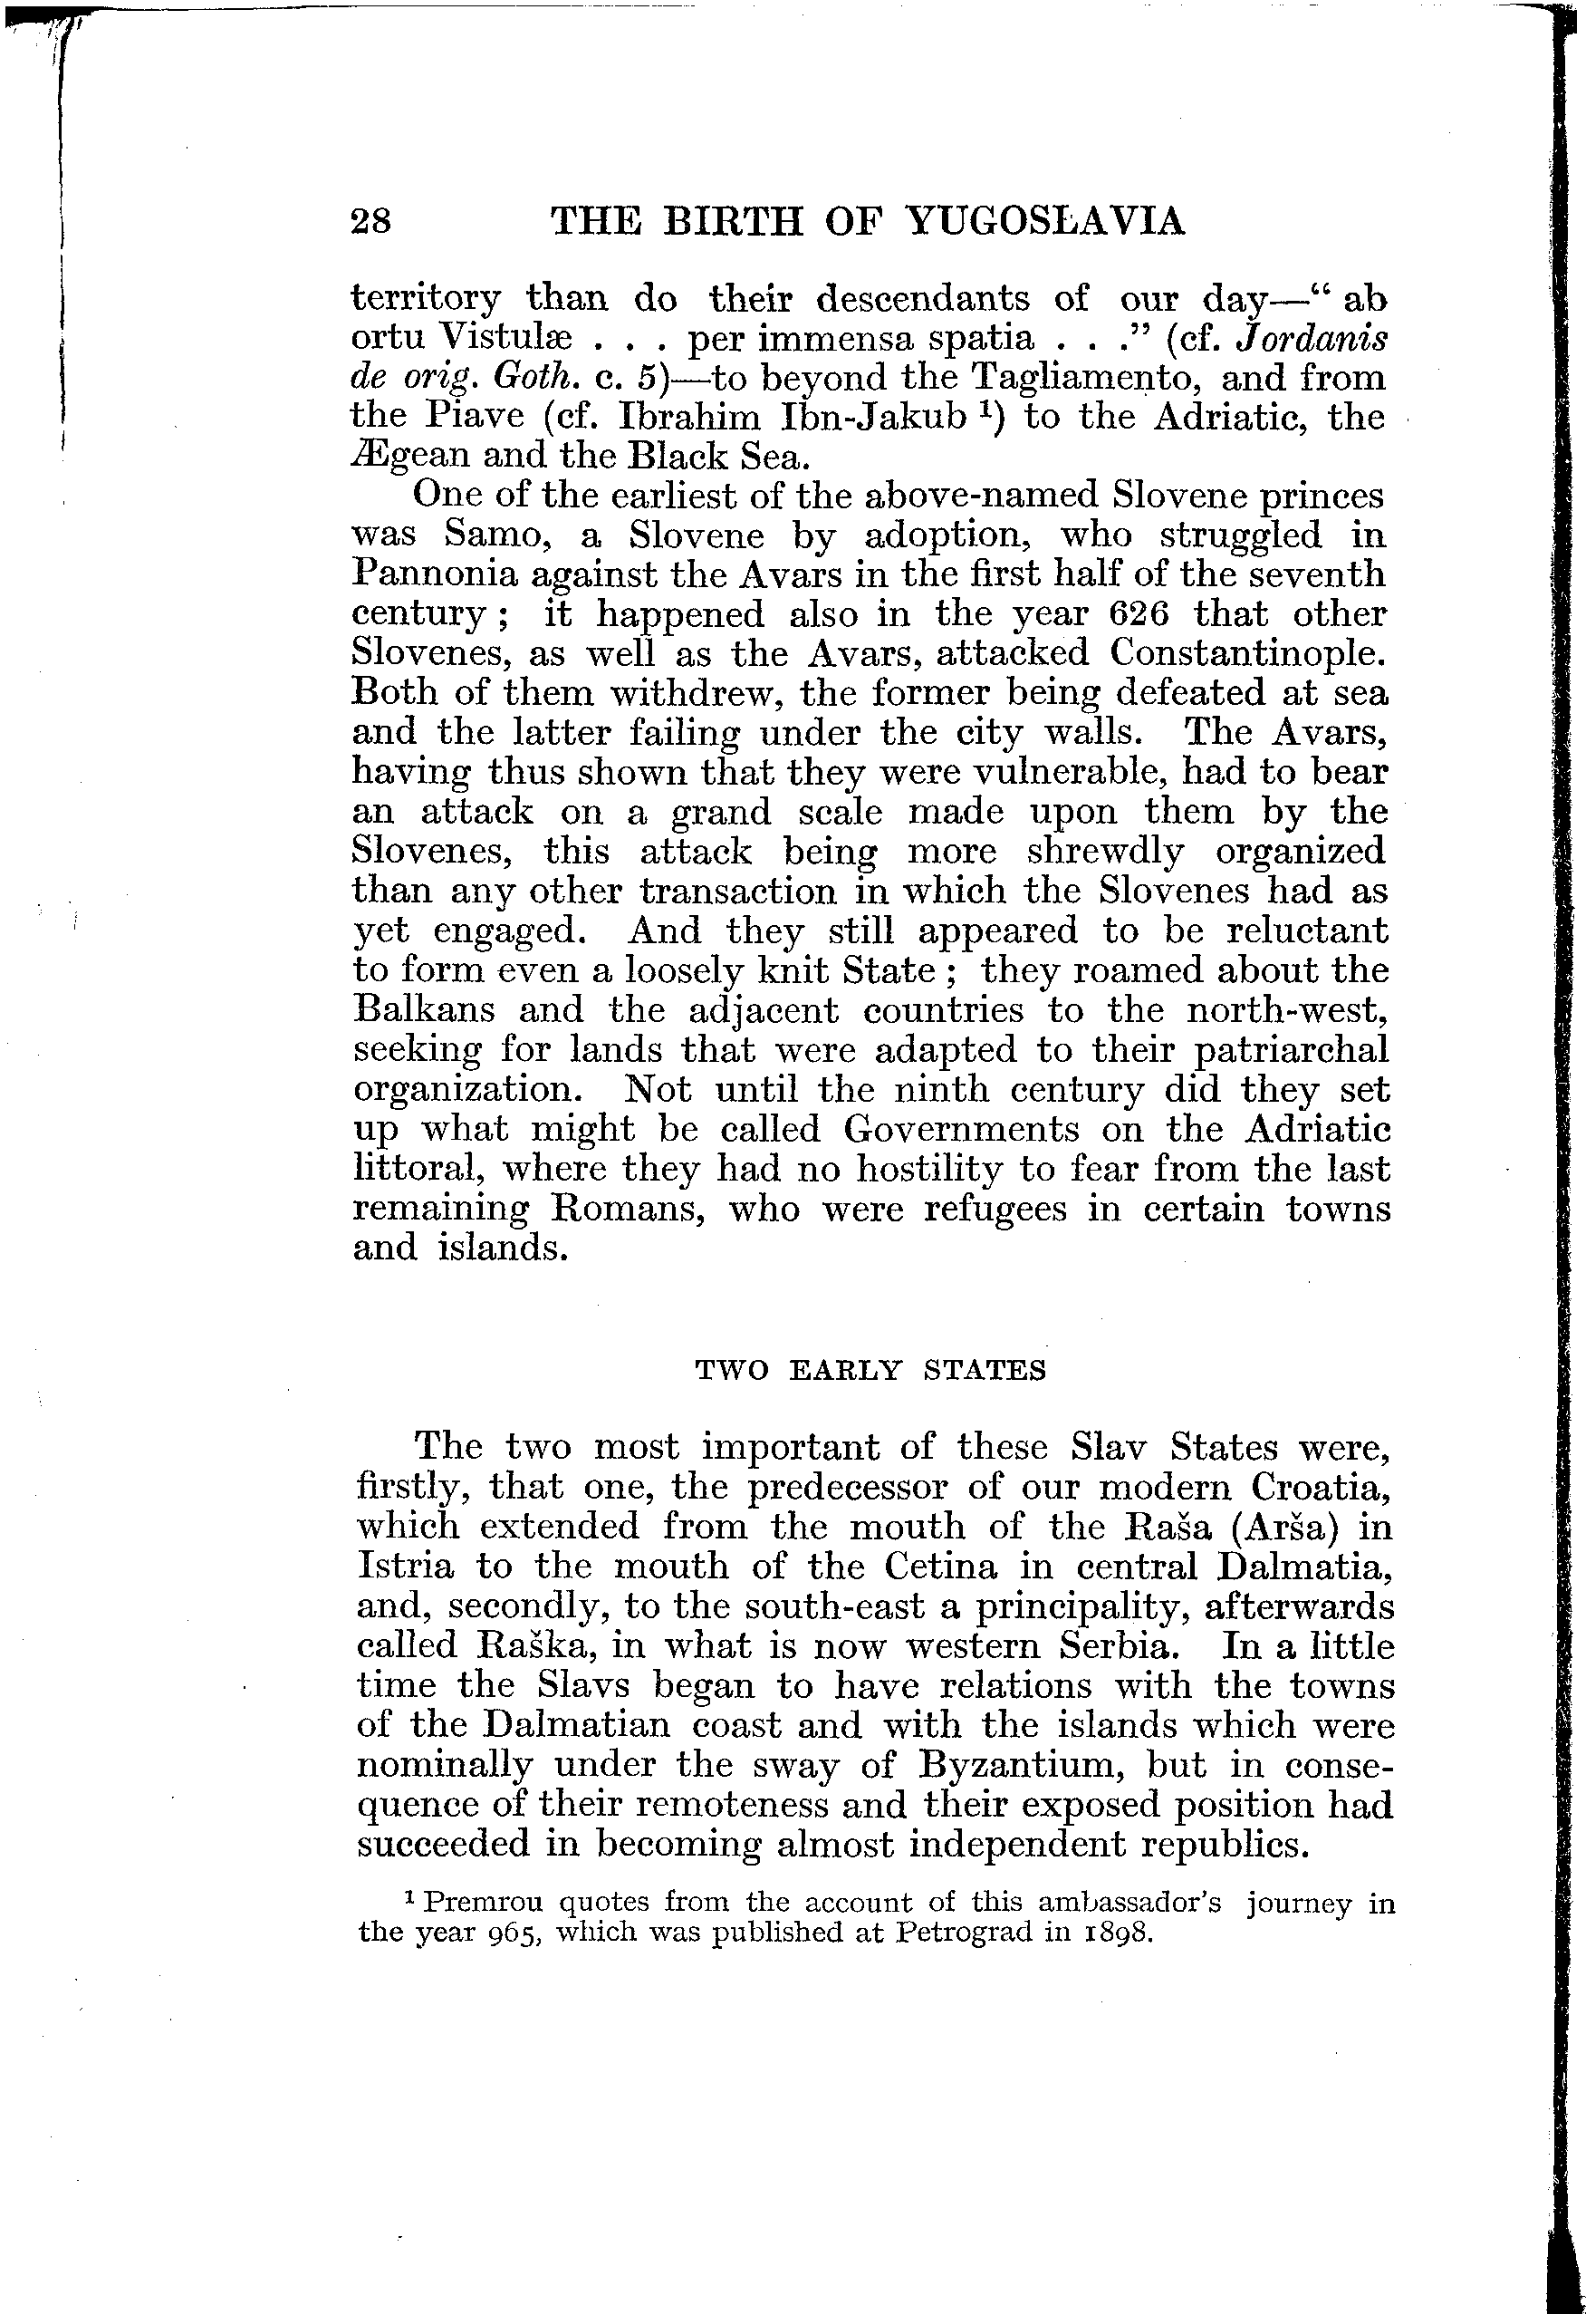 28 THE BIRTH OF YUGOSLAVIA
territory than do their descendants of our day—“ ab
ortu Vistulæ . . . per immensa spatia . . .” (cf. Jordanis
de orig. Goth. c. 5)—to beyond the Tagliamento, and from
the Piave (cf. Ibrahim Ibn-Jakub ¹) to the Adriatic, the
Ægean and the Black Sea.
One of the earliest of the above-named Slovene princes
was Samo, a Slovene by adoption, who struggled in
Pannonia against the Avars in the first half of the seventh
century ; it happened also in the year 626 that other
Slovenes, as well as the Avars, attacked Constantinople.
Both of them withdrew, the former being defeated at sea
and the latter failing under the city walls. The Avars,
having thus shown that they were vulnerable, had to bear
an attack on a grand scale made upon them by the
Slovenes, this attack being more shrewdly organized
than any other transaction in which the Slovenes had as
yet engaged. And they still appeared to be reluctant
to form even a loosely knit State ; they roamed about the
Balkans and the adjacent countries to the north-west,
seeking for lands that were adapted to their patriarchal
organization. Not until the ninth century did they set
up what might be called Governments on the Adriatic
littoral, where they had no hostility to fear from the last
remaining Romans, who were refugees in certain towns
and islands.
TWO EARLY STATES
The two most important of these Slav States were,
firstly, that one, the predecessor of our modern Croatia,
which extended from the mouth of the Raša (Arša) in
Istria to the mouth of the Cetina in central Dalmatia,
and, secondly, to the south-east a principality, afterwards
called Raška, in what is now western Serbia. In a little
time the Slavs began to have relations with the towns
of the Dalmatian coast and with the islands which were
nominally under the sway of Byzantium, but in conse-
quence of their remoteness and their exposed position had
succeeded in becoming almost independent republics.
¹ Premrou quotes from the account of this ambassador's journey in
the year 965, which was published at Petrograd in 1898.